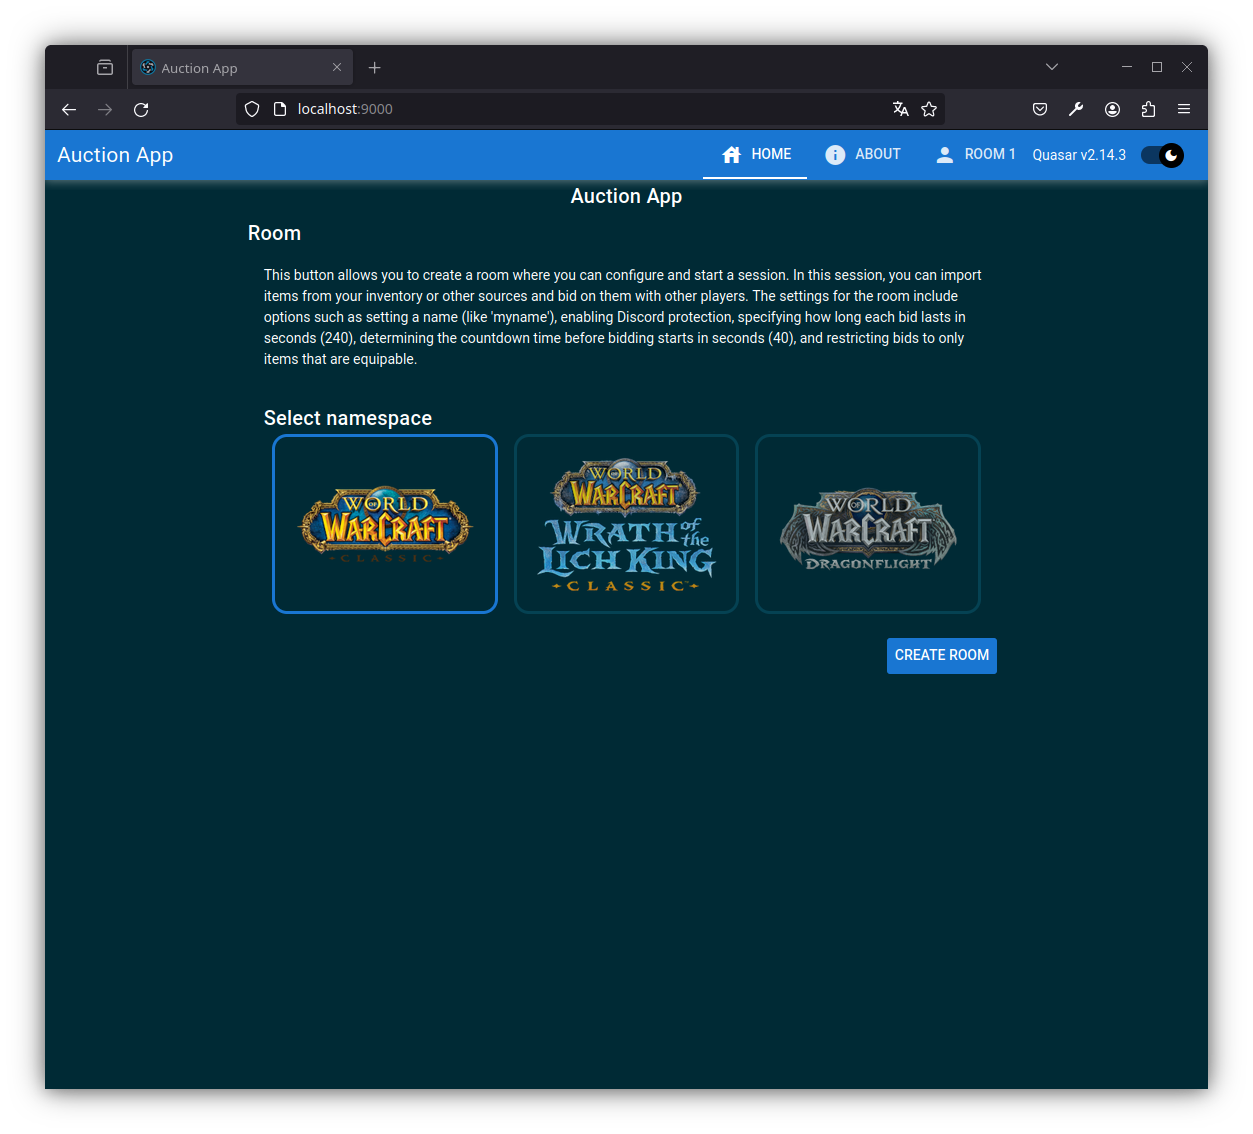 Auction App
localhost:9000
Auction App
HOME
ABOUT
ROOM 1
Quasar v2.14.3
Auction App
Room
This button allows you to create a room where you can configure and start a session. In this session, you can import
items from your inventory or other sources and bid on them with other players. The settings for the room include
options such as setting a name (like 'myname'), enabling Discord protection, specifying how long each bid lasts in
seconds (240), determining the countdown time before bidding starts in seconds (40), and restricting bids to only
items that are equipable.
Select namespace
WORLD
OF
WARCRAFT
CLASSIC
WORLD
OF
WARCRAFT
WRATH of
the
LICH KING
CLASSIC
WORLD
OF
WARCRAFT
DRAGONFLIGHT
CREATE ROOM